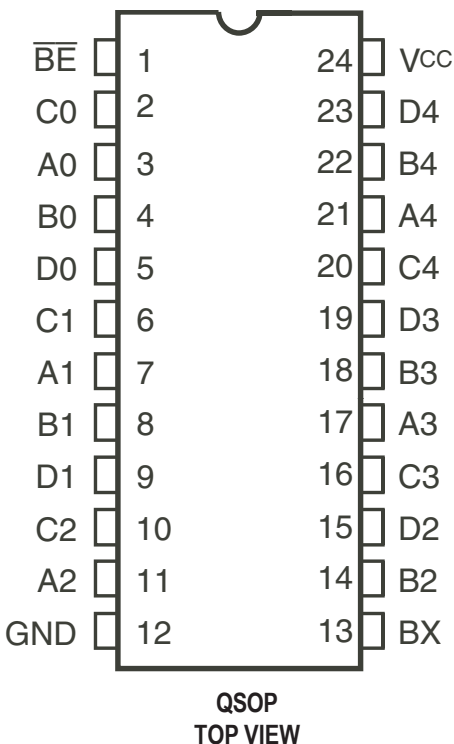 B̅E̅ 1 24 VCC
C0 2 23 D4
A0 3 22 B4
B0 4 21 A4
D0 5 20 C4
C1 6 19 D3
A1 7 18 B3
B1 8 17 A3
D1 9 16 C3
C2 10 15 D2
A2 11 14 B2
GND 12 13 BX
QSOP
TOP VIEW